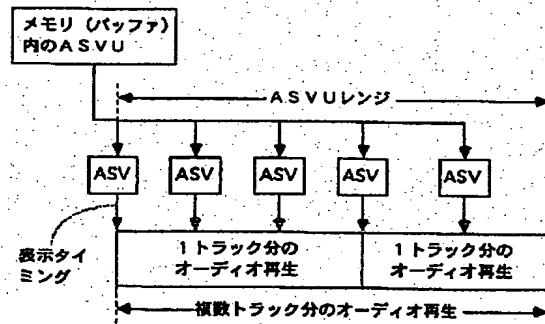 メモリ（バッファ）
内のＡＳＶＵ
ＡＳＶＵレンジ
ASV
ASV
ASV
ASV
ASV
表示タイ
ミング
１トラック分の
オーディオ再生
１トラック分の
オーディオ再生
複数トラック分のオーディオ再生